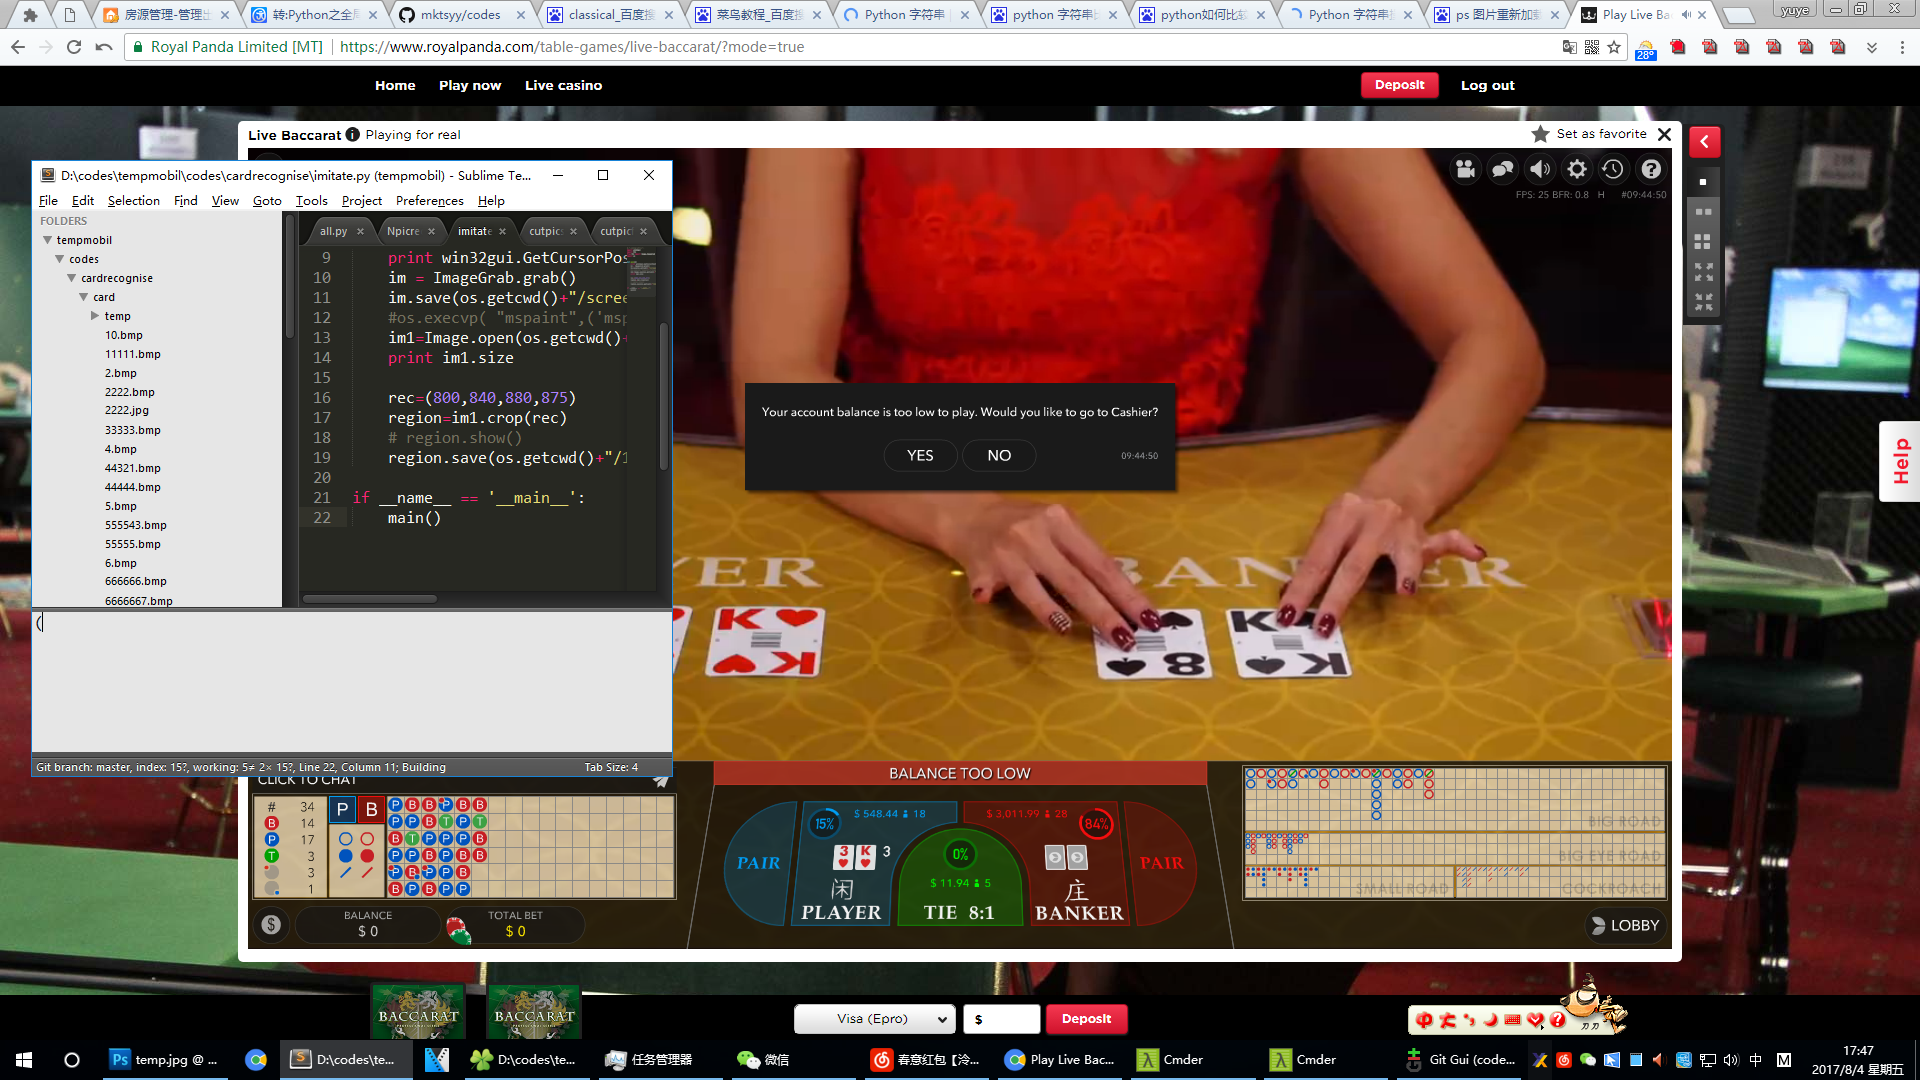 房源管理-管理出
转:Python之全局
mktsyy/codes
classical_百度搜
菜鸟教程_百度搜
Python 字符串
python 字符串比
python如何比较
Python 字符串
ps 图片重新加载
Play Live Ba
yuye
Royal Panda Limited [MT]
https://www.royalpanda.com/table-games/live-baccarat/?mode=true
28°
Home Play now Live casino
Deposit
Log out
Live Baccarat
Playing for real
Set as favorite
FPS: 25 BFR: 0.8 H #09:44:50
D:\codes\tempmobil\codes\cardrecognise\imitate.py (tempmobil) - Sublime Te...
File Edit Selection Find View Goto Tools Project Preferences Help
FOLDERS
tempmobil
codes
cardrecognise
card
temp
10.bmp
11111.bmp
2.bmp
2222.bmp
2222.jpg
33333.bmp
4.bmp
44321.bmp
44444.bmp
5.bmp
555543.bmp
55555.bmp
6.bmp
666666.bmp
6666667.bmp
all.py
Npicre
imitate
cutpic
cutpic
9 print win32gui.GetCursorPos
10 im = ImageGrab.grab()
11 im.save(os.getcwd()+"/scree
12 #os.execvp( "mspaint",('msp
13 im1=Image.open(os.getcwd()+
14 print im1.size
15
16 rec=(800,840,880,875)
17 region=im1.crop(rec)
18 # region.show()
19 region.save(os.getcwd()+"/1
20
21 if __name__ == '__main__':
22 main()
(
Git branch: master, index: 15?, working: 5≠ 2× 15?, Line 22, Column 11; Building
Tab Size: 4
Your account balance is too low to play. Would you like to go to Cashier?
YES
NO
09:44:50
YER
BANKER
K
K
8
K
K
Help
CLICK TO CHAT
BALANCE TOO LOW
# 34
B 14
P 17
T 3
3
1
P B
P B B P B B
P P B T P T
B T P P P B
P P B P B B
P B P P B
B P B P P
15%
$ 548.44 18
$ 3,011.99 28
84%
PAIR
3 K 3
闲
PLAYER
0%
$ 11.94 5
TIE 8:1
庄
BANKER
PAIR
BIG ROAD
BIG EYE ROAD
SMALL ROAD
COCKROACH
BALANCE
$ 0
TOTAL BET
$ 0
LOBBY
BACCARAT
BACCARAT
Visa (Epro)
$
Deposit
中
temp.jpg @ ...
D:\codes\te...
D:\codes\te...
任务管理器
微信
春意红包【泠...
Play Live Bac...
Cmder
Cmder
Git Gui (code...
中
M
17:47
2017/8/4 星期五